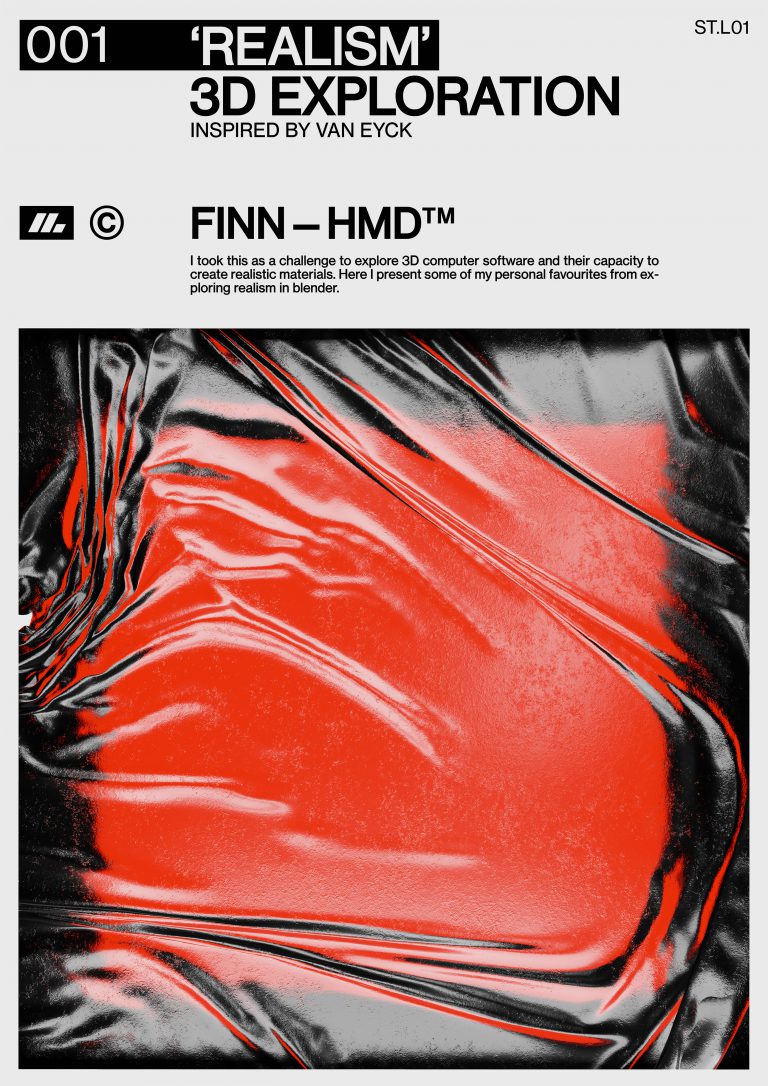 001 ‘REALISM’ ST.L01
3D EXPLORATION
INSPIRED BY VAN EYCK
© FINN – HMD™
I took this as a challenge to explore 3D computer software and their capacity to
create realistic materials. Here I present some of my personal favourites from ex-
ploring realism in blender.